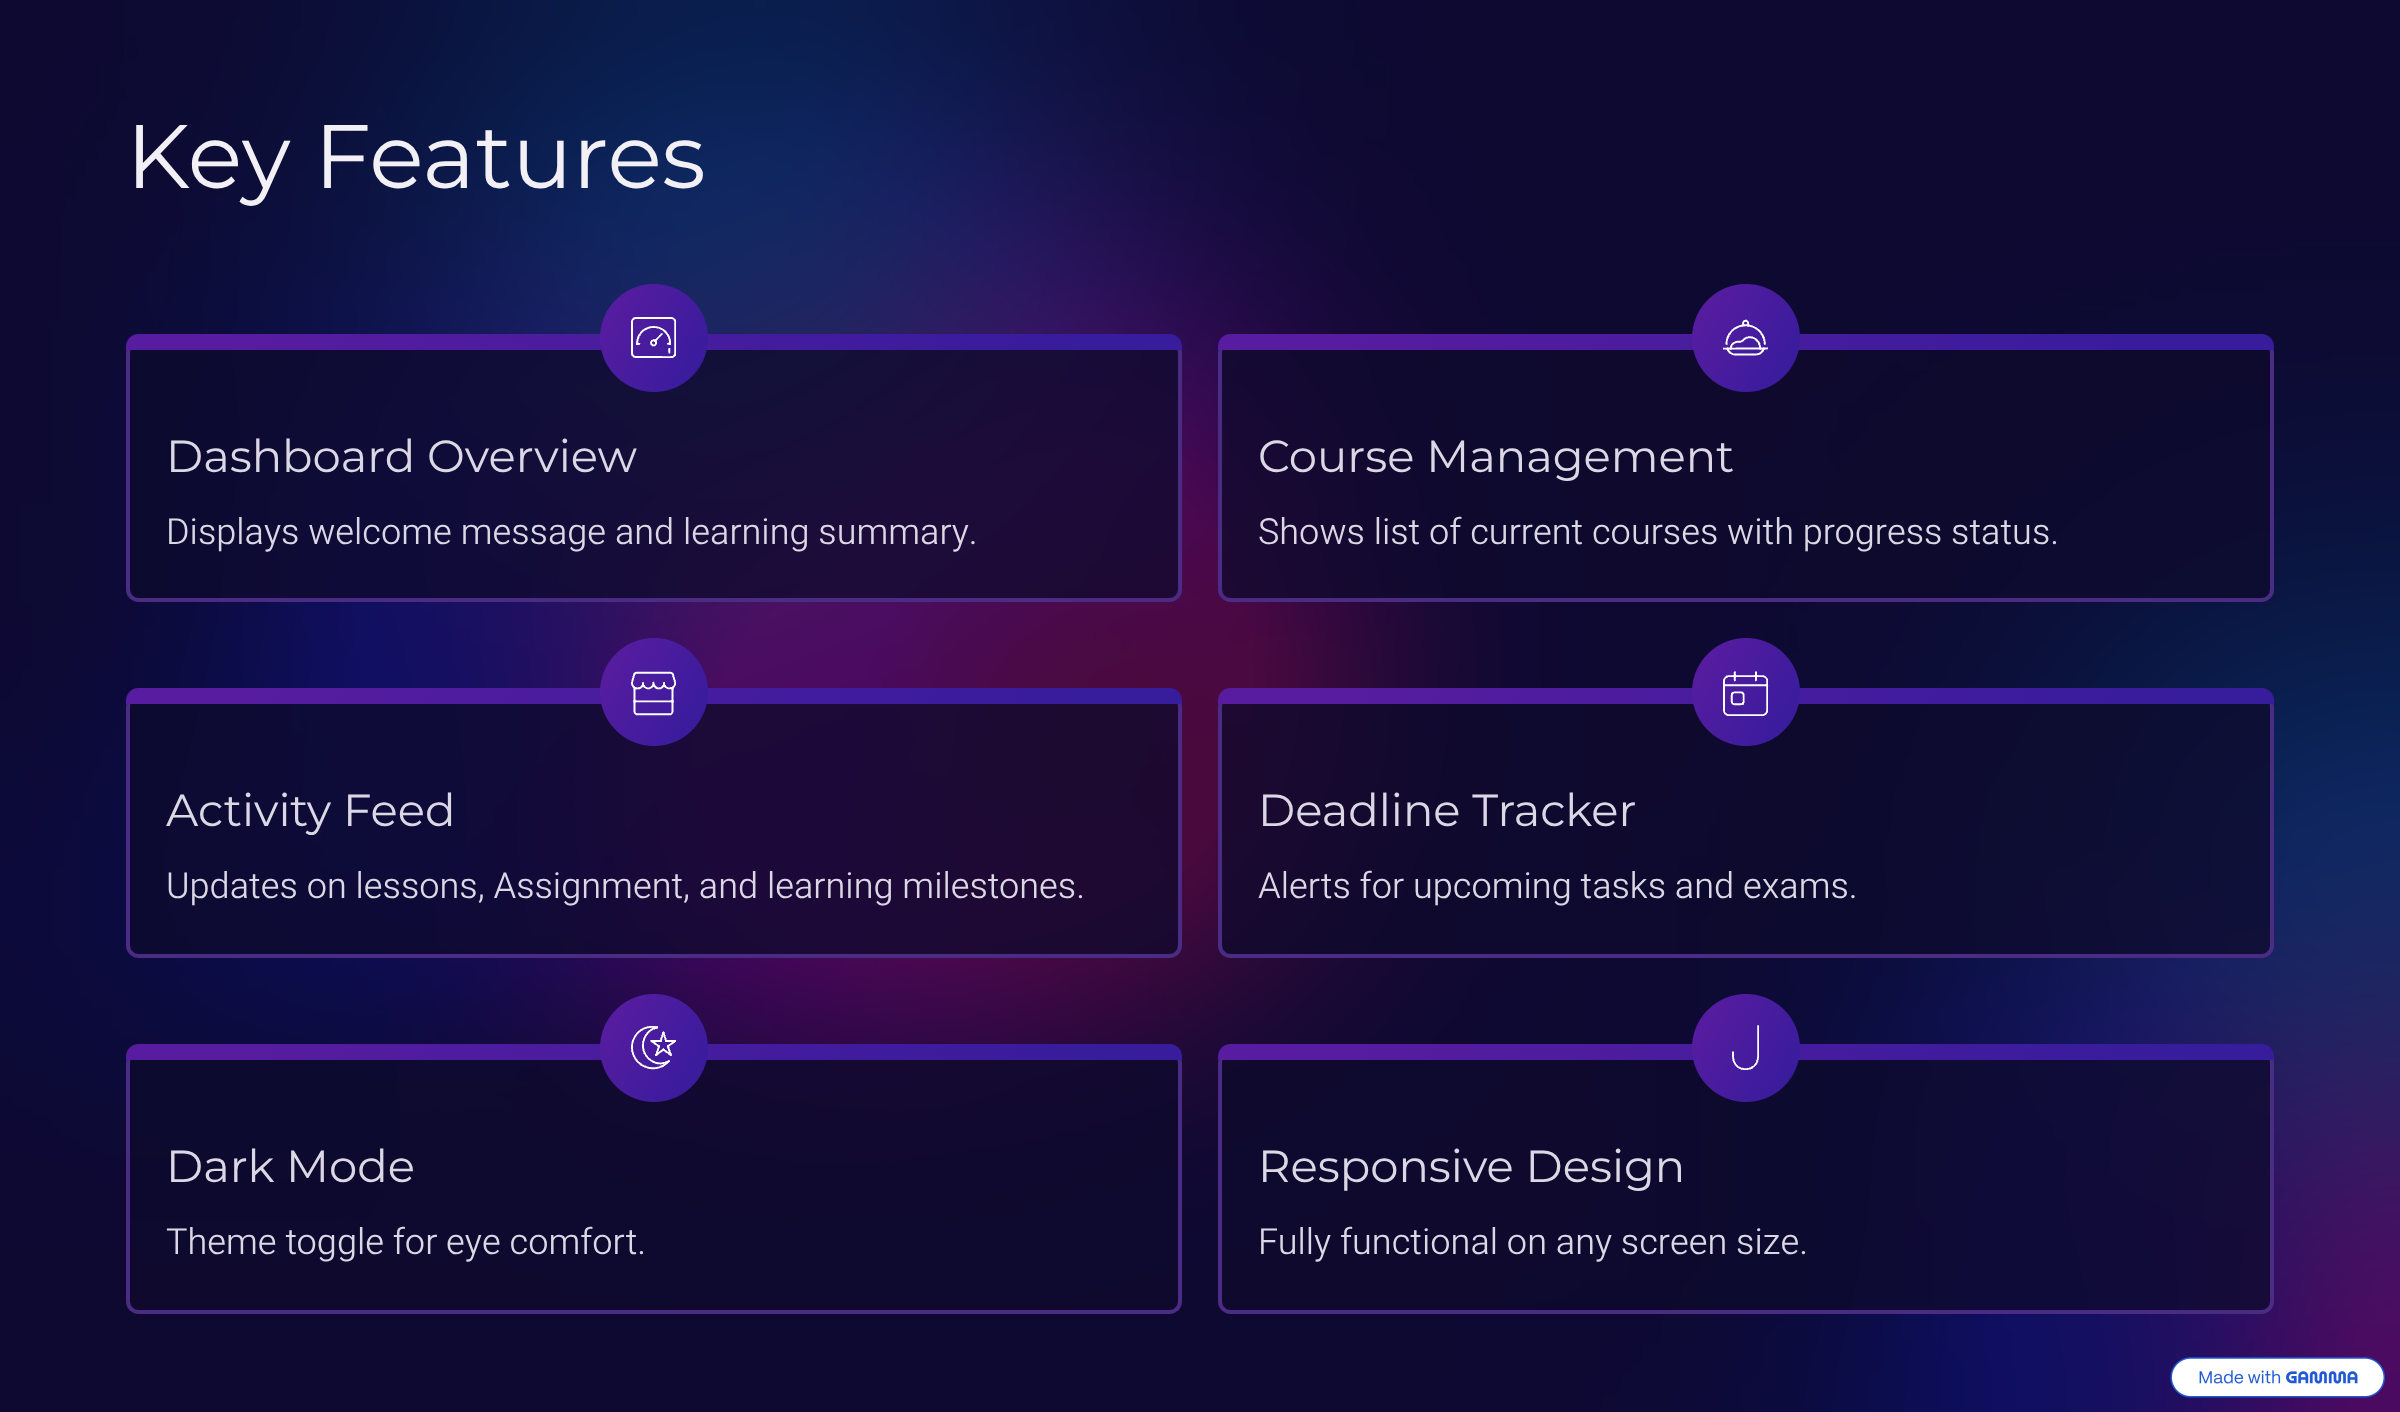 Key Features
Dashboard Overview
Displays welcome message and learning summary.
Course Management
Shows list of current courses with progress status.
Activity Feed
Updates on lessons, Assignment, and learning milestones.
Deadline Tracker
Alerts for upcoming tasks and exams.
Dark Mode
Theme toggle for eye comfort.
Responsive Design
Fully functional on any screen size.
Made with GAMMA